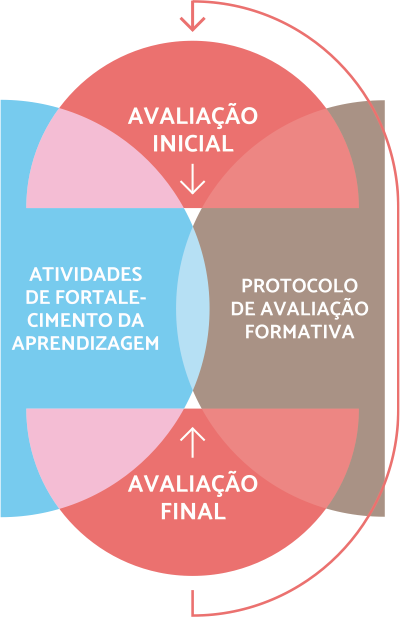 AVALIAÇÃO
INICIAL
ATIVIDADES
DE FORTALE-
CIMENTO DA
APRENDIZAGEM
PROTOCOLO
DE AVALIAÇÃO
FORMATIVA
AVALIAÇÃO
FINAL